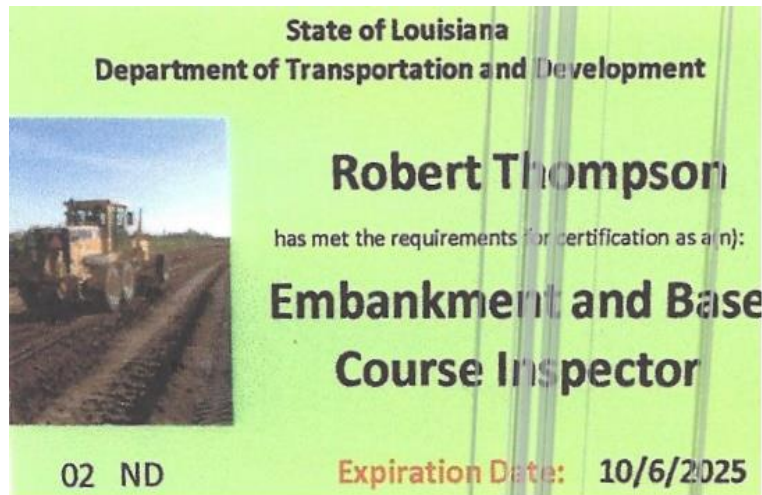 State of Louisiana
Department of Transportation and Development
Robert Thompson
has met the requirements for certification as a(n):
Embankment and Base
Course Inspector
02 ND
Expiration Date: 10/6/2025